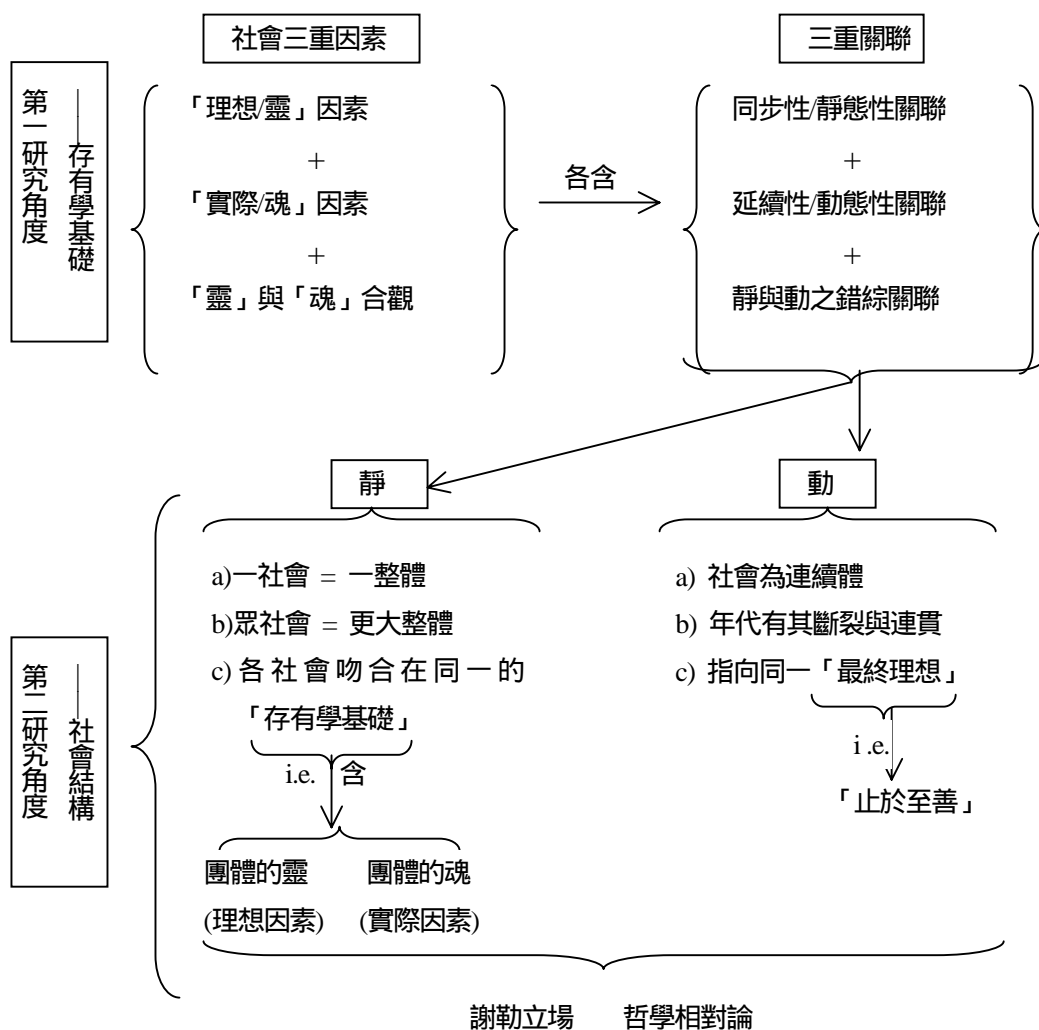 社會三重因素
三重關聯
第一研究角度
——存有學基礎
「理想/靈」因素
+
「實際/魂」因素
+
「靈」與「魂」合觀
各含
同步性/靜態性關聯
+
延續性/動態性關聯
+
靜與動之錯綜關聯
第二研究角度
——社會結構
靜
a)一社會 = 一整體
b)眾社會 = 更大整體
c) 各社會吻合在同一的
「存有學基礎」
i.e. 含
團體的靈 團體的魂
(理想因素) (實際因素)
動
a) 社會為連續體
b) 年代有其斷裂與連貫
c) 指向同一「最終理想」
i .e.
「止於至善」
謝勒立場 哲學相對論